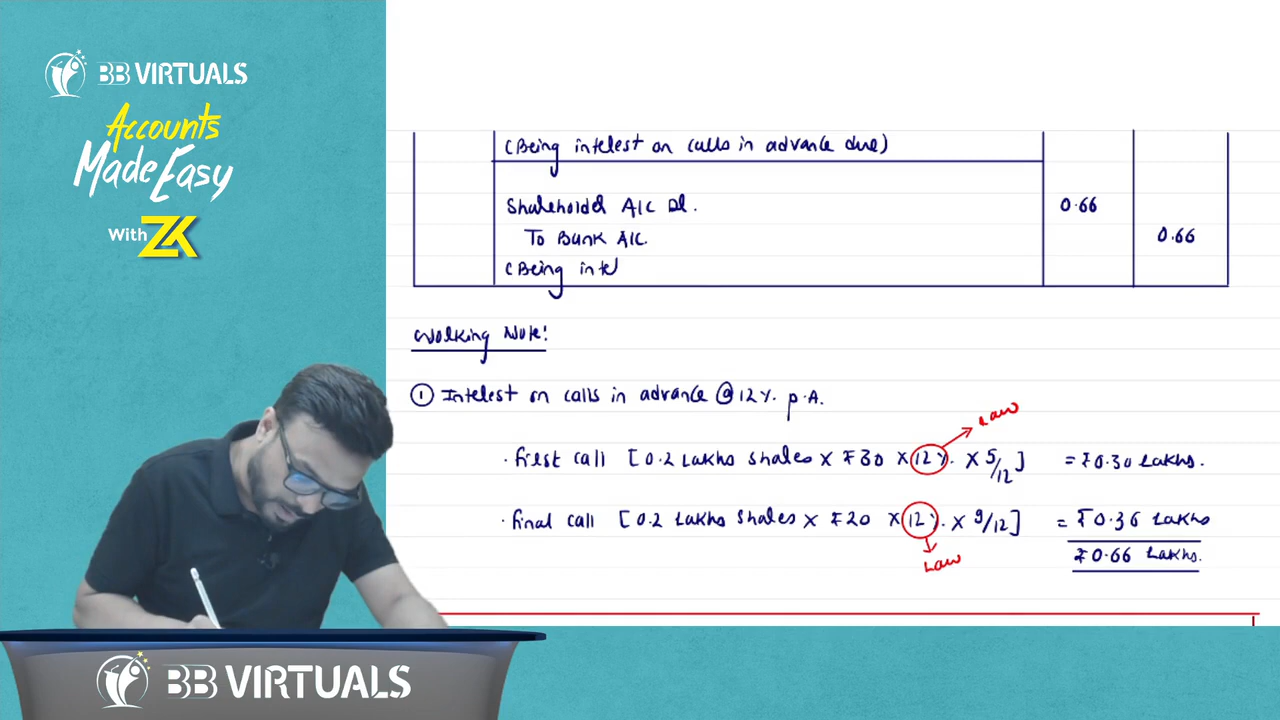 BB VIRTUALS
Accounts
Made Easy
With ZK
(Being interest on calls in advance due)
Shareholder A/C Dr. 0.66
To Bank A/C. 0.66
(Being inte
Working Note:
① Interest on calls in advance @ 12% p.A.
Law
· First call [0.2 Lakhs shares × ₹30 × 12% × 5/12] = ₹0.30 Lakhs.
· Final call [0.2 Lakhs shares × ₹20 × 12% × 9/12] = ₹0.36 Lakhs
₹0.66 Lakhs.
Law
BB VIRTUALS